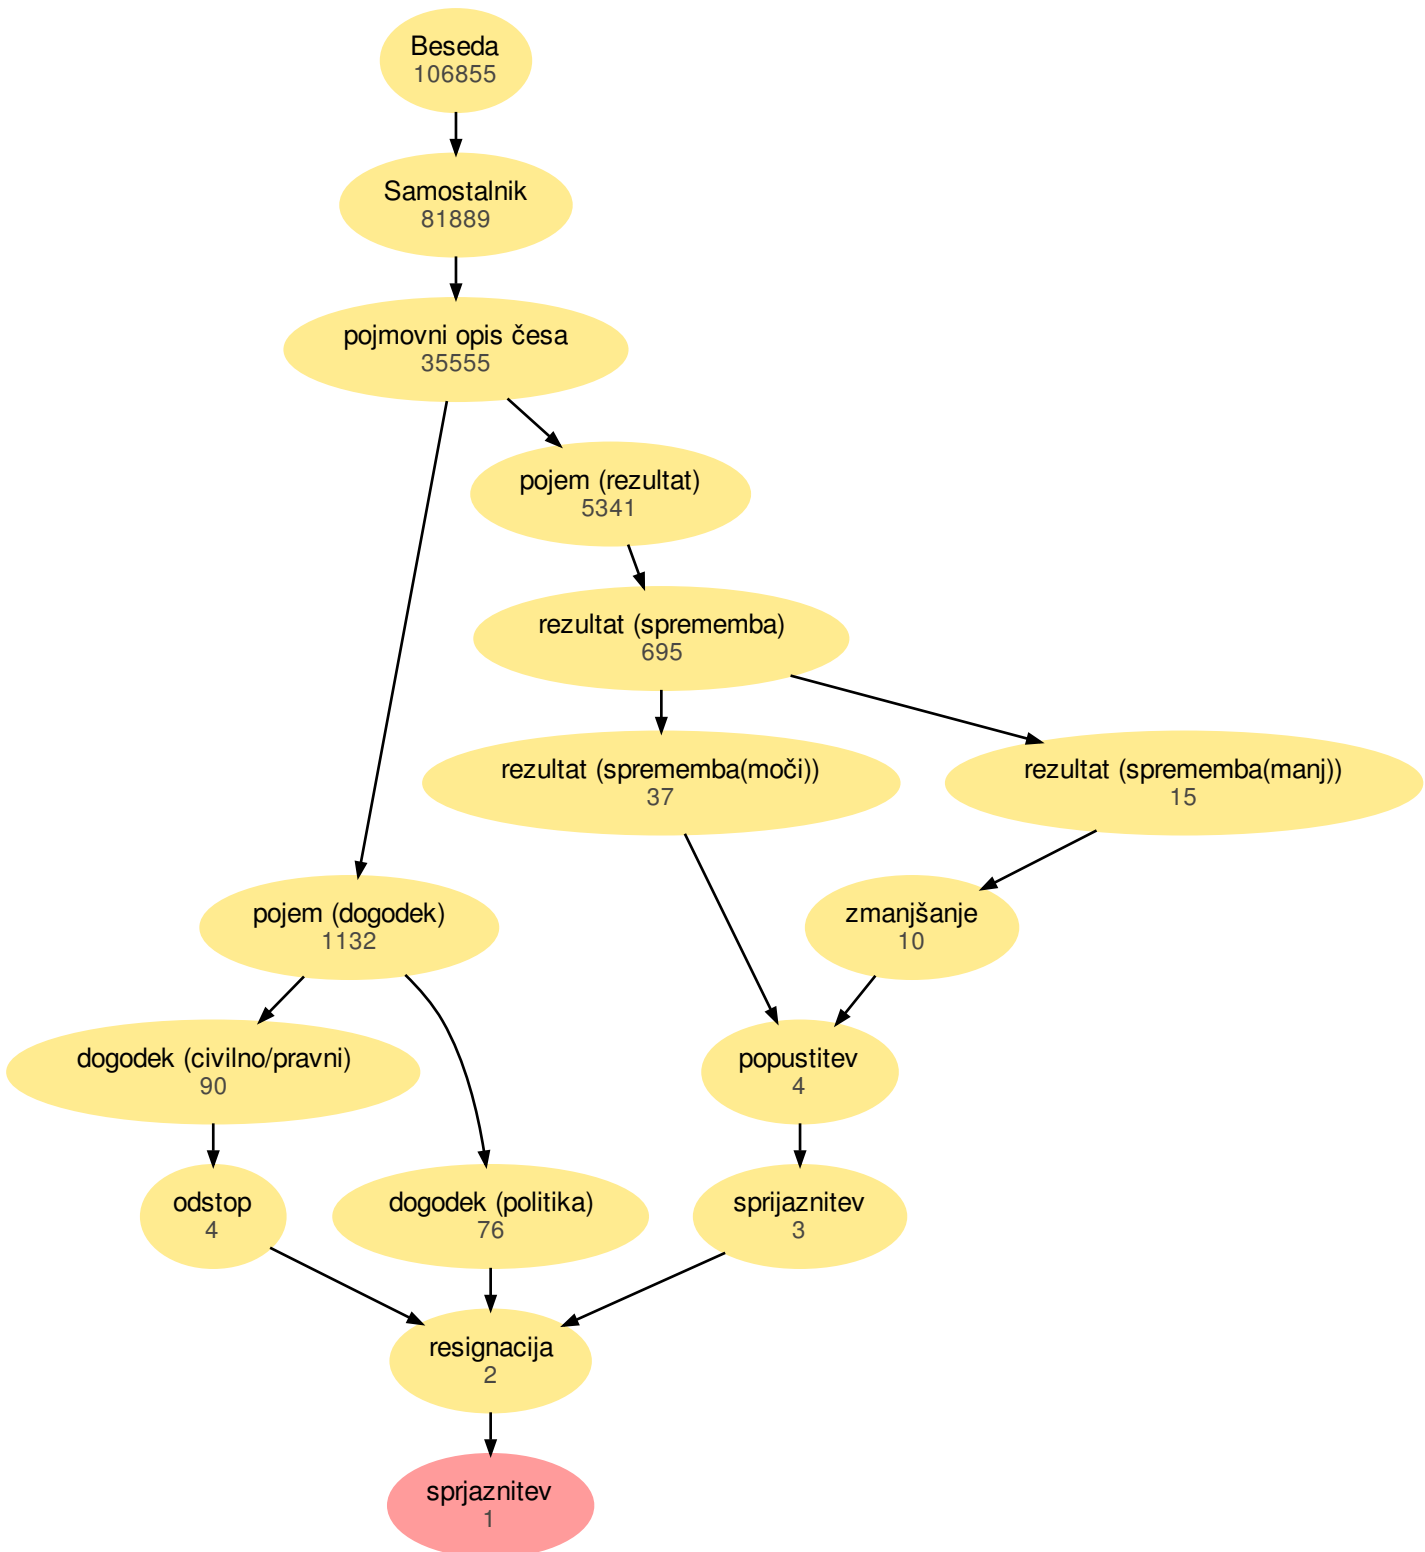 Beseda
106855
Samostalnik
81889
pojmovni opis česa
35555
pojem (rezultat)
5341
rezultat (sprememba)
695
rezultat (sprememba(moči))
37
rezultat (sprememba(manj))
15
pojem (dogodek)
1132
zmanjšanje
10
dogodek (civilno/pravni)
90
popustitev
4
odstop
4
dogodek (politika)
76
sprijaznitev
3
resignacija
2
sprjaznitev
1